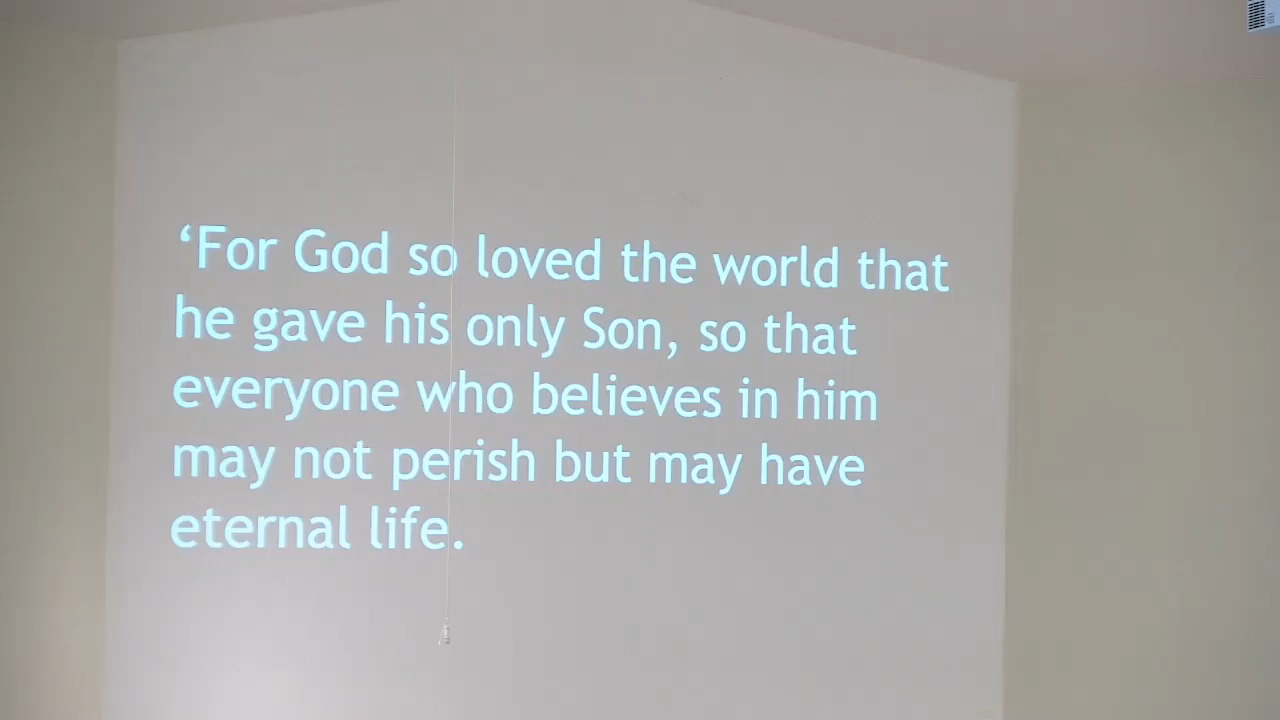 ‘For God so loved the world that
he gave his only Son, so that
everyone who believes in him
may not perish but may have
eternal life.